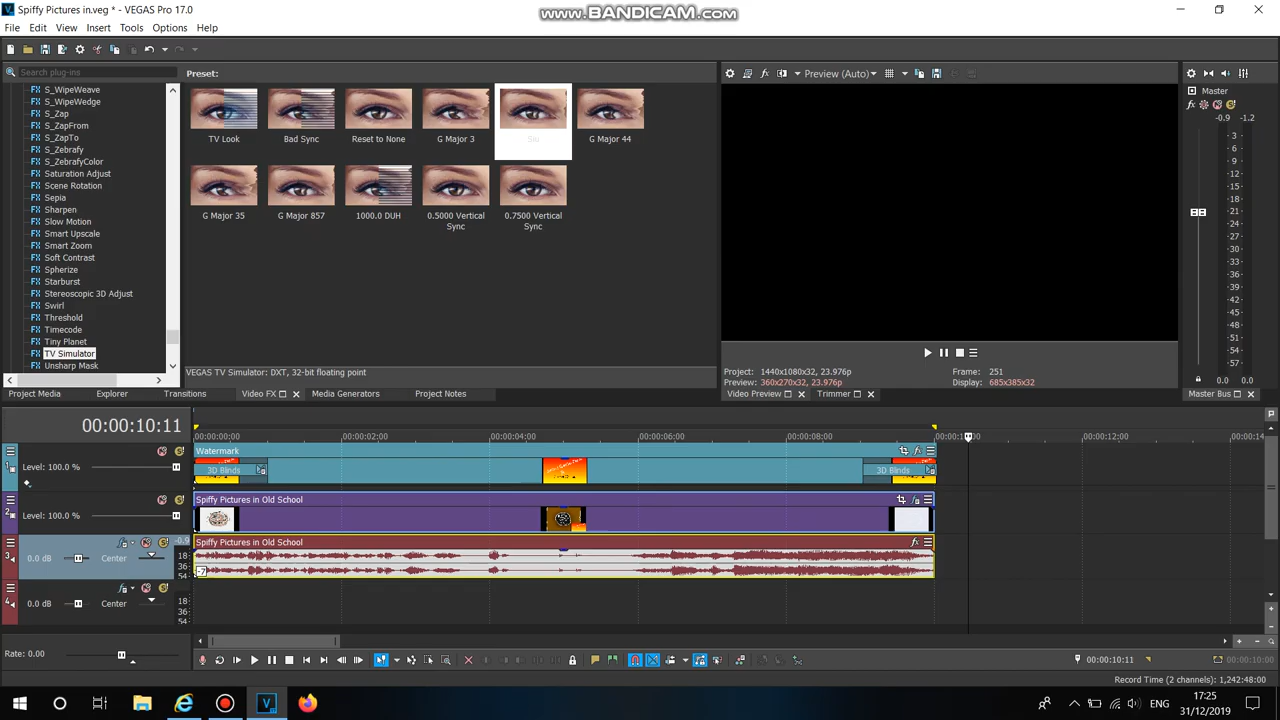 Spiffy Pictures in.veg * - VEGAS Pro 17.0
www.BANDICAM.com
File Edit View Insert Tools Options Help
Search plug-ins
Preset:
Preview (Auto)
Master
S_WipeWeave
S_WipeWedge
S_Zap
S_ZapFrom
S_ZapTo
S_Zebrafy
S_ZebrafyColor
Saturation Adjust
Scene Rotation
Sepia
Sharpen
Slow Motion
Smart Upscale
Smart Zoom
Soft Contrast
Spherize
Starburst
Stereoscopic 3D Adjust
Swirl
Threshold
Timecode
Tiny Planet
TV Simulator
Unsharp Mask
TV Look Bad Sync Reset to None G Major 3 Slu G Major 44
G Major 35 G Major 857 1000.0 DUH 0.5000 Vertical Sync 0.7500 Vertical Sync
VEGAS TV Simulator: DXT, 32-bit floating point
Project: 1440x1080x32, 23.976p Frame: 251
Preview: 360x270x32, 23.976p Display: 685x385x32
-0.9 -1.2
3
6
9
12
15
18
21
24
27
30
33
36
39
42
45
48
51
54
0.0 0.0
Project Media Explorer Transitions Video FX Media Generators Project Notes
Video Preview Trimmer
Master Bus
00:00:10:11
00:00:00:00 00:00:02:00 00:00:04:00 00:00:06:00 00:00:08:00 00:00:12:00 00:00:14
Watermark
1 Level: 100.0 %
3D Blinds 3D Blinds
Spiffy Pictures in Old School
2 Level: 100.0 %
Spiffy Pictures in Old School
3 0.0 dB Center -0.9
18
36
54
-7
4 0.0 dB Center
18
36
54
Rate: 0.00
00:00:10:11
00:00:10:00
Record Time (2 channels): 1,242:48:00
ENG
17:25
31/12/2019